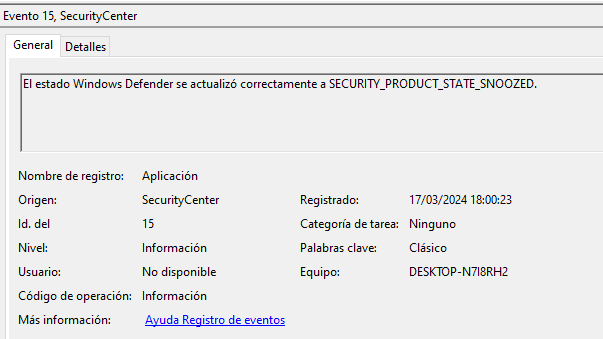 Evento 15, SecurityCenter
General Detalles
El estado Windows Defender se actualizó correctamente a SECURITY_PRODUCT_STATE_SNOOZED.
Nombre de registro: Aplicación
Origen: SecurityCenter Registrado: 17/03/2024 18:00:23
Id. del 15 Categoría de tarea: Ninguno
Nivel: Información Palabras clave: Clásico
Usuario: No disponible Equipo: DESKTOP-N7I8RH2
Código de operación: Información
Más información: Ayuda Registro de eventos